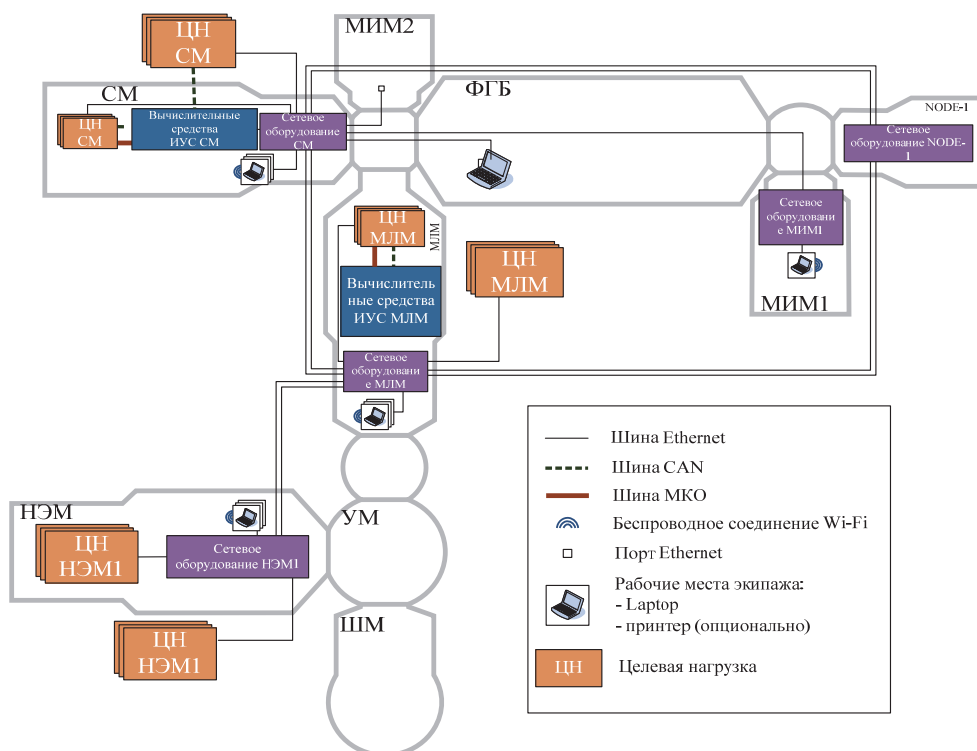 ЦН
СМ
МИМ2
СМ
ФГБ
NODE-1
ЦН
СМ
Вычислительные
средства
ИУС СМ
Сетевое
оборудование
СМ
Сетевое
оборудование NODE-
1
ЦН
МЛМ
МЛМ
ЦН
МЛМ
Сетевое
оборудовани
е МИМ1
Вычислитель
ные средства
ИУС МЛМ
МИМ1
Сетевое
оборудовани
е МЛМ
НЭМ
ЦН
НЭМ1
Сетевое
оборудование НЭМ1
УМ
ЦН
НЭМ1
ШМ
Шина Ethernet
Шина CAN
Шина МКО
Беспроводное соединение Wi-Fi
Порт Ethernet
Рабочие места экипажа:
- Laptop
- принтер (опционально)
ЦН
Целевая нагрузка